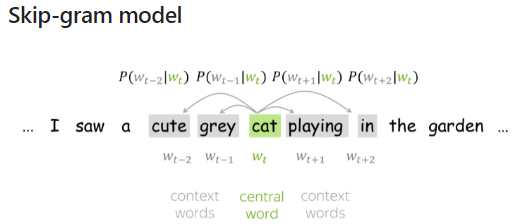 Skip-gram model
P(wₜ₋₂|wₜ) P(wₜ₋₁|wₜ) P(wₜ₊₁|wₜ) P(wₜ₊₂|wₜ)
... I saw a cute grey cat playing in the garden ...
wₜ₋₂ wₜ₋₁ wₜ wₜ₊₁ wₜ₊₂
context central context
words word words